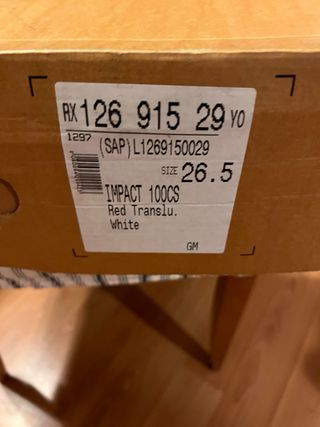 RX 126 915 29 YO
1297
(SAP)L1269150029
SIZE 26.5
IMPACT 100CS
Red Translu.
White
GM